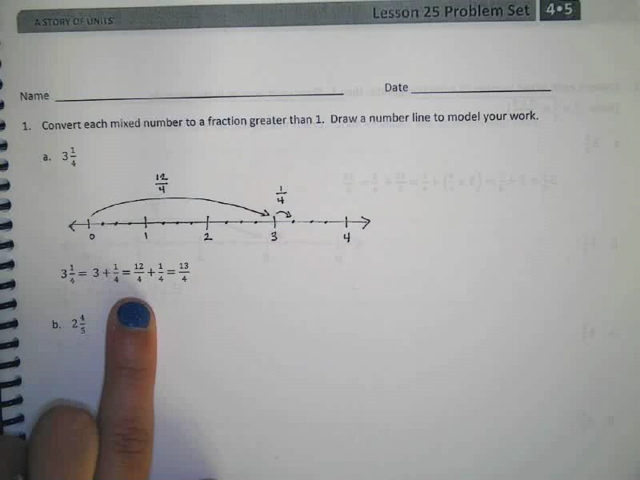 A STORY OF UNITS
Lesson 25 Problem Set 4•5
Name Date
1. Convert each mixed number to a fraction greater than 1. Draw a number line to model your work.
a. 3 1/4
12/4 1/4
0 1 2 3 4
3 1/4 = 3 + 1/4 = 12/4 + 1/4 = 13/4
b. 2 4/5